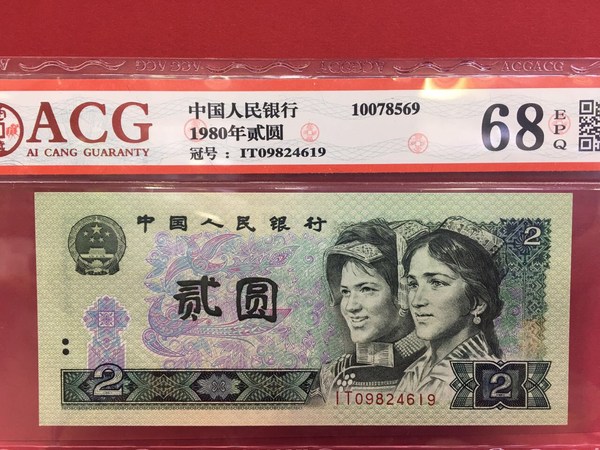 ACG
AI CANG GUARANTY
中国人民银行
1980年贰圆
冠号：IT09824619
10078569
68
EPQ
中国人民银行
贰圆
2
2
2
IT09824619